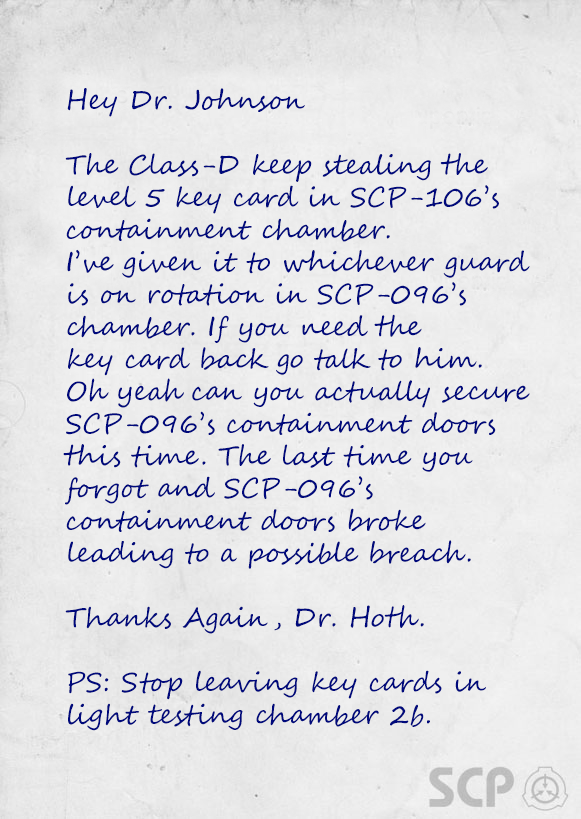 Hey Dr. Johnson
The Class-D keep stealing the
level 5 key card in SCP-106's
containment chamber.
I've given it to whichever guard
is on rotation in SCP-096's
chamber. If you need the
key card back go talk to him.
Oh yeah can you actually secure
SCP-096's containment doors
this time. The last time you
forgot and SCP-096's
containment doors broke
leading to a possible breach.
Thanks Again, Dr. Hoth.
PS: Stop leaving key cards in
light testing chamber 2b.
SCP